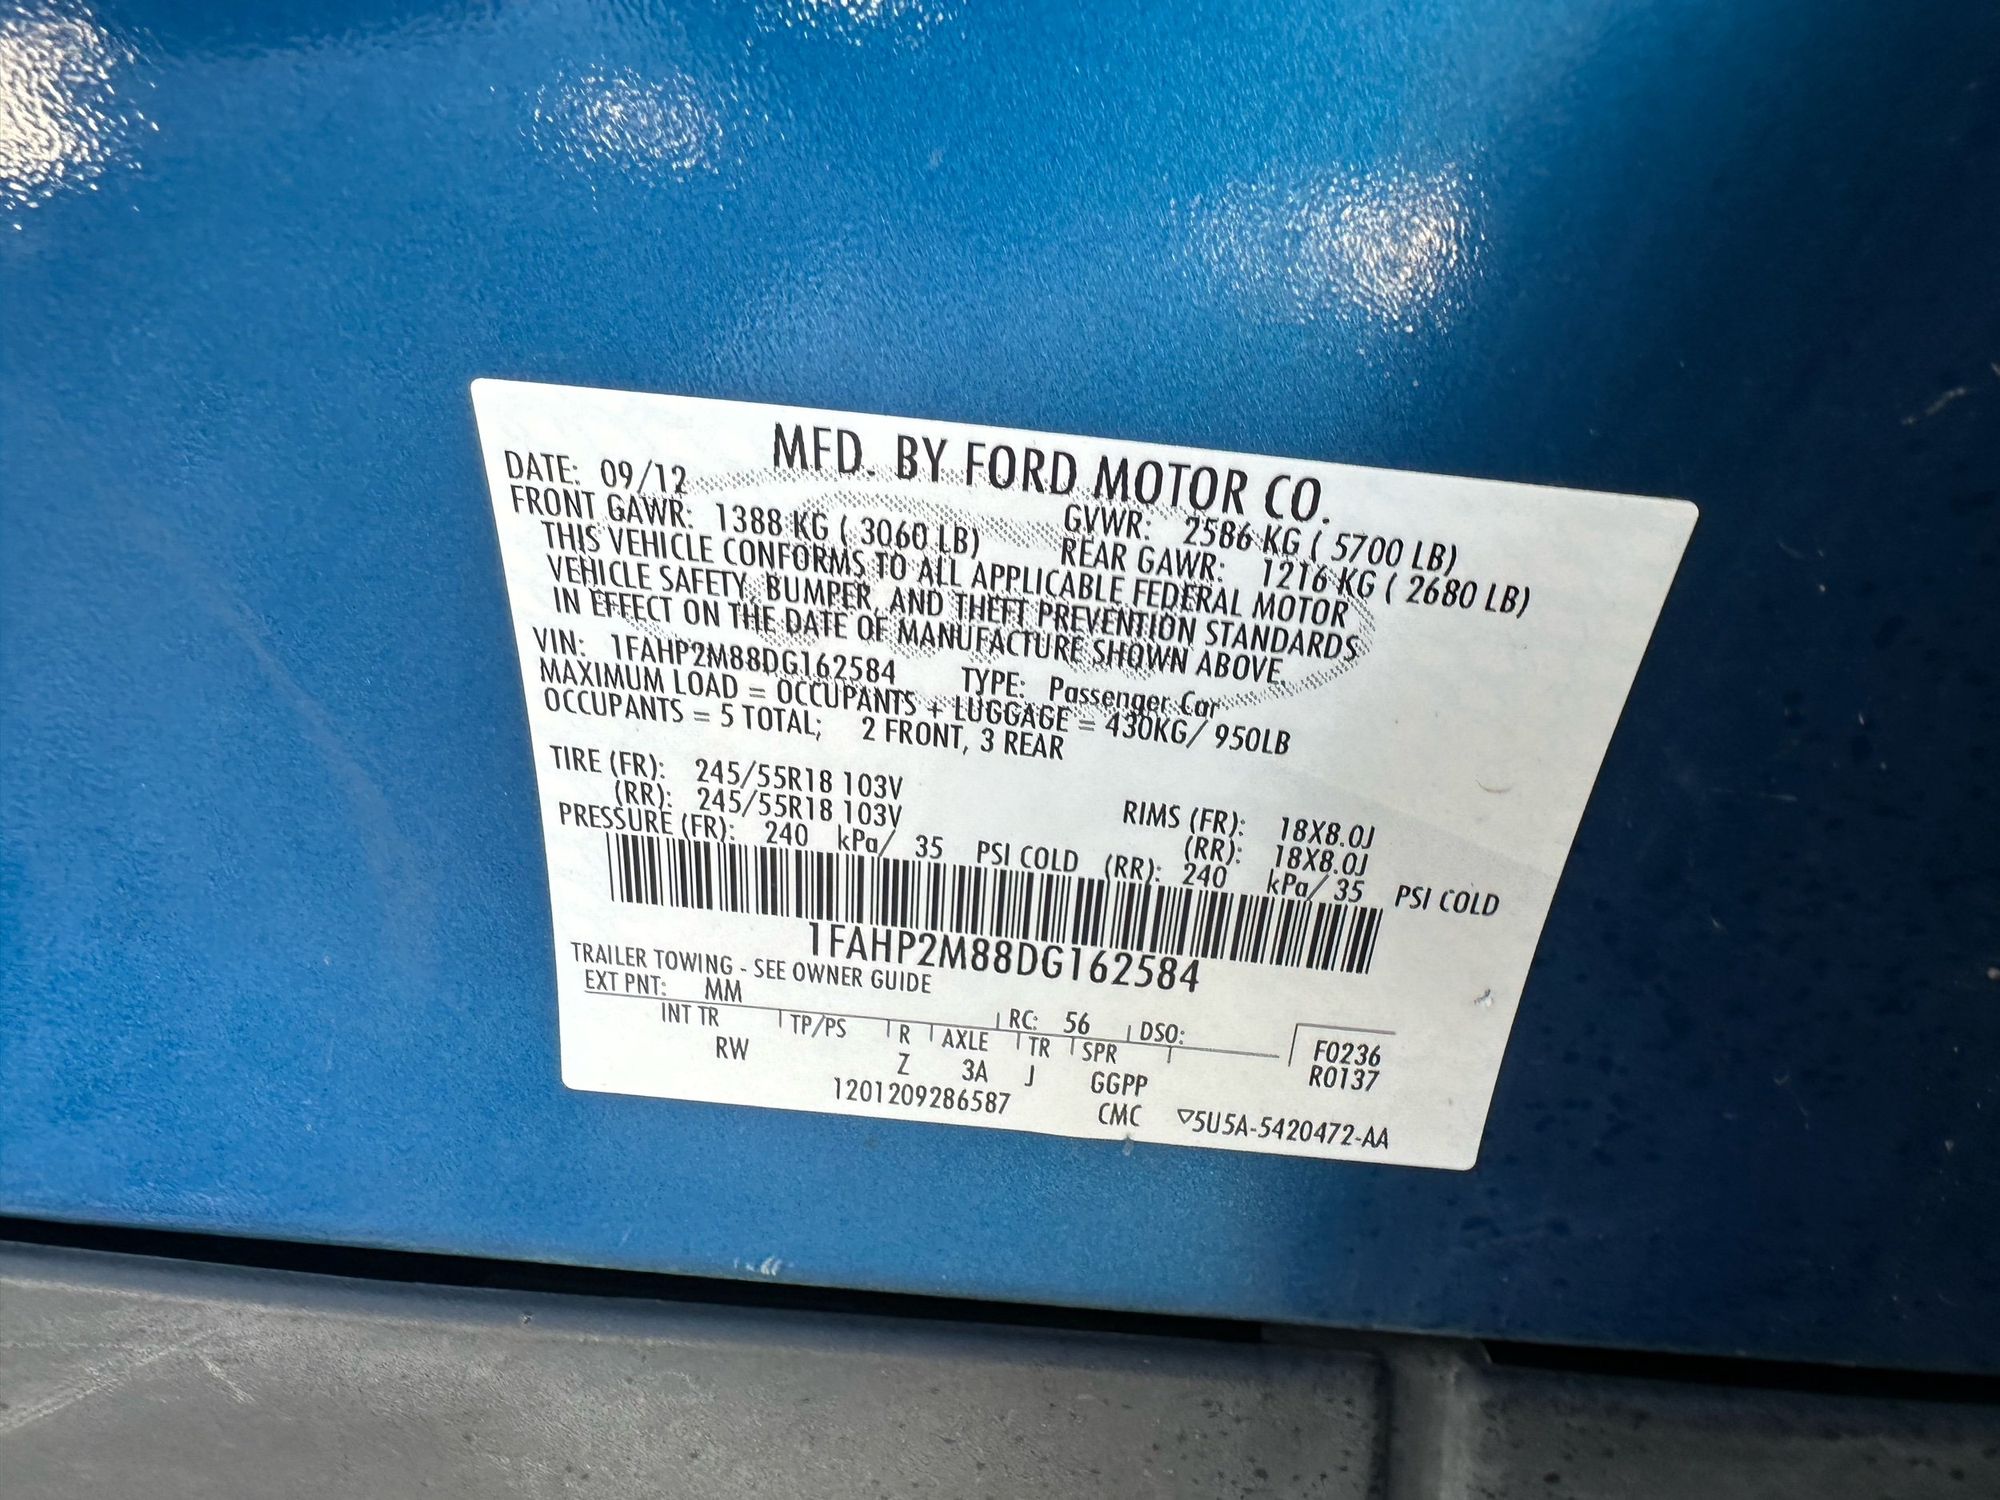 MFD. BY FORD MOTOR CO.
DATE: 09/12 GVWR: 2586 KG ( 5700 LB)
FRONT GAWR: 1388 KG ( 3060 LB) REAR GAWR: 1216 KG ( 2680 LB)
THIS VEHICLE CONFORMS TO ALL APPLICABLE FEDERAL MOTOR
VEHICLE SAFETY, BUMPER, AND THEFT PREVENTION STANDARDS
IN EFFECT ON THE DATE OF MANUFACTURE SHOWN ABOVE.
VIN: 1FAHP2M88DG162584 TYPE: Passenger Car
MAXIMUM LOAD = OCCUPANTS + LUGGAGE = 430KG/ 950LB
OCCUPANTS = 5 TOTAL; 2 FRONT, 3 REAR
TIRE (FR): 245/55R18 103V RIMS (FR): 18X8.0J
(RR): 245/55R18 103V (RR): 18X8.0J
PRESSURE (FR): 240 kPa/ 35 PSI COLD (RR): 240 kPa/ 35 PSI COLD
1FAHP2M88DG162584
TRAILER TOWING - SEE OWNER GUIDE
EXT PNT: MM RC: 56 DSO: F0236
INT TR TP/PS R AXLE TR SPR R0137
RW Z 3A J GGPP
1201209286587 CMC ▽5U5A-5420472-AA